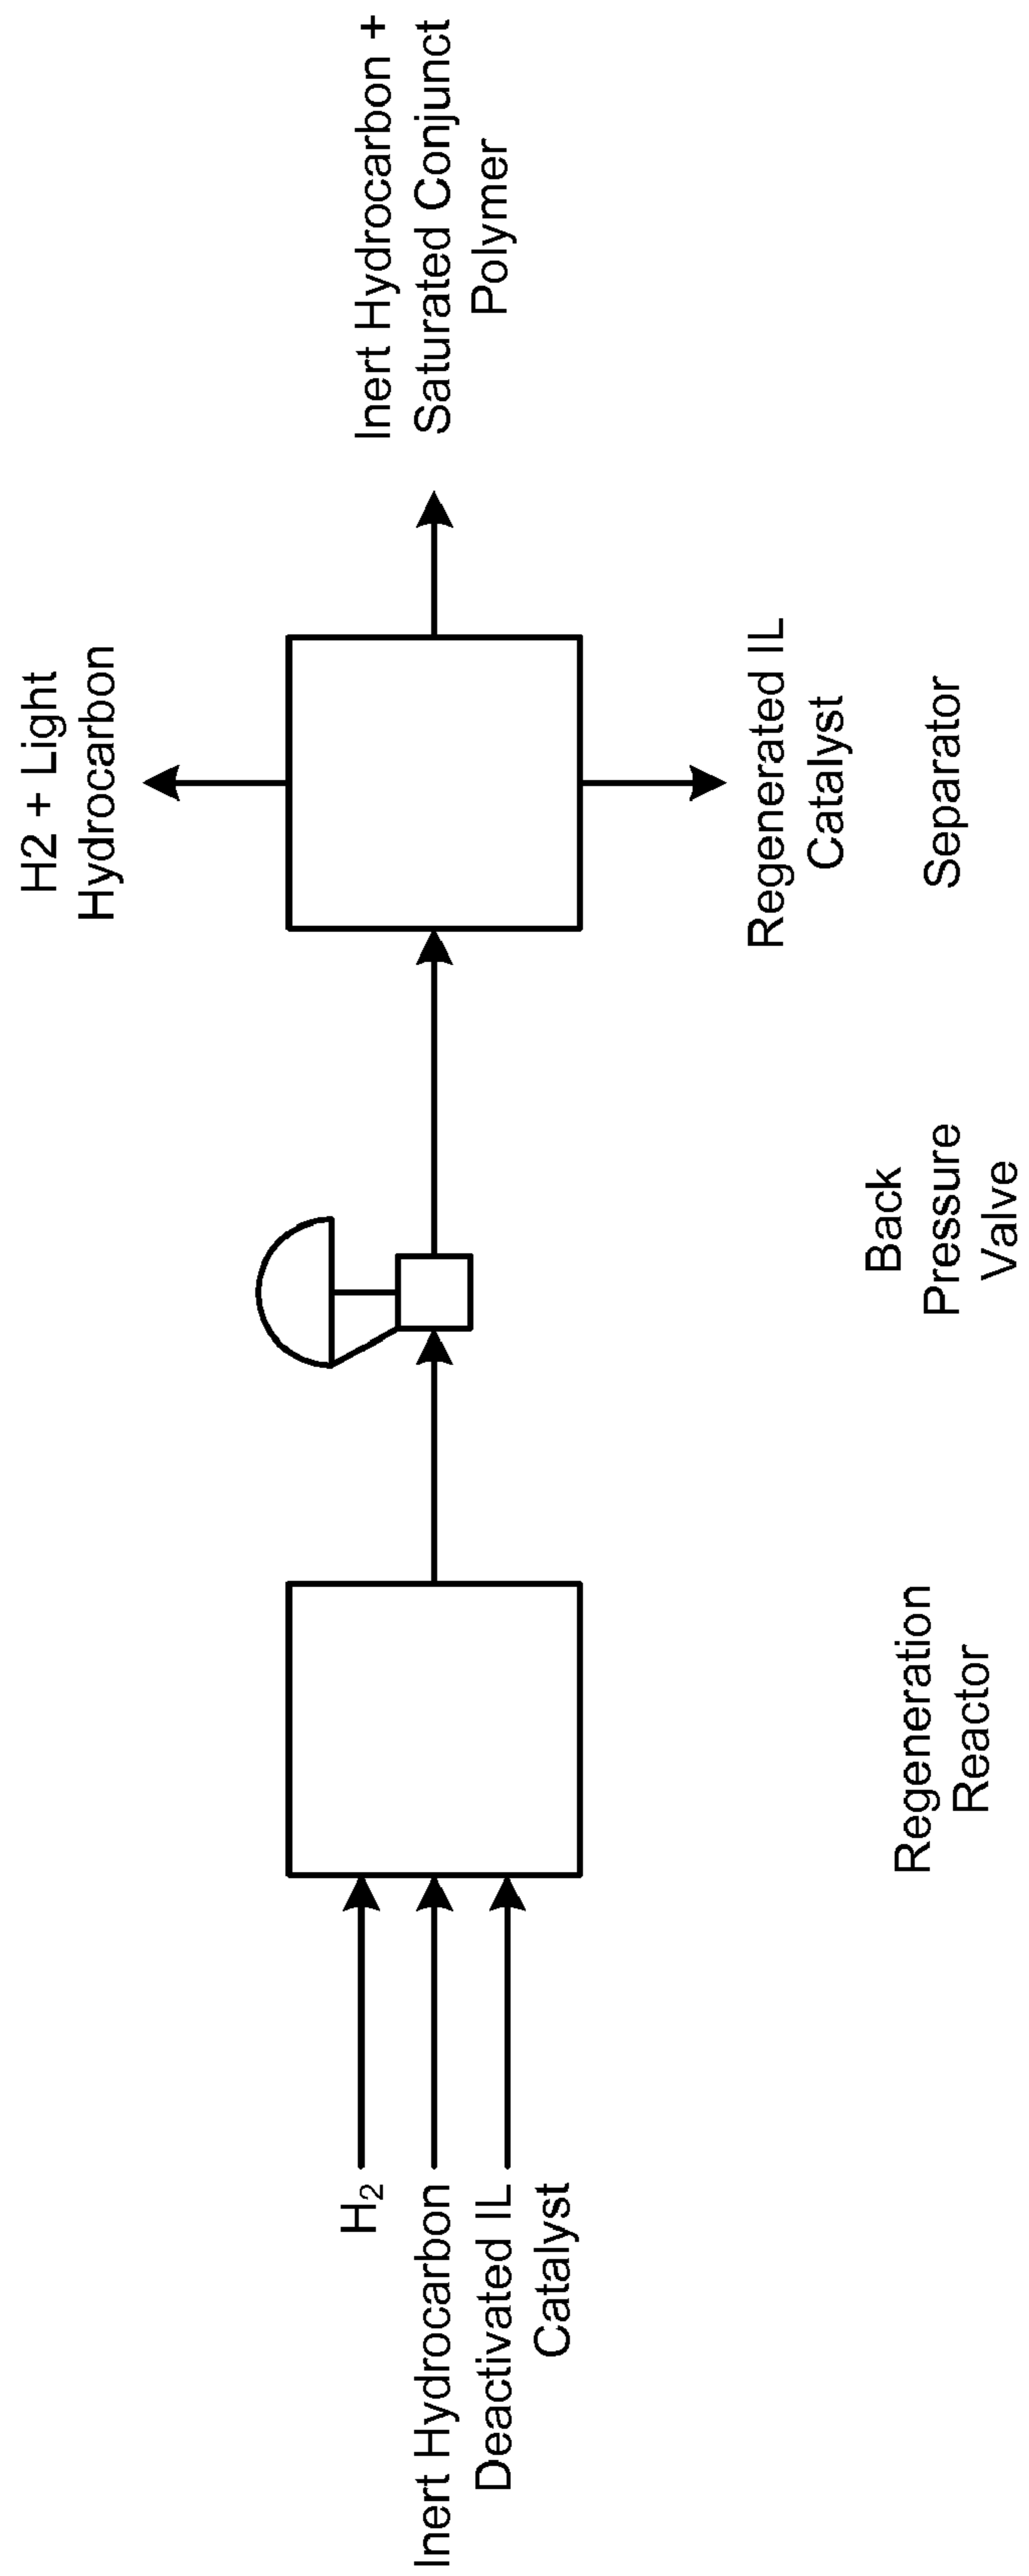 H₂
Inert Hydrocarbon
Deactivated IL
Catalyst
Regeneration
Reactor
Back
Pressure
Valve
H2 + Light
Hydrocarbon
Regenerated IL
Catalyst
Separator
Inert Hydrocarbon +
Saturated Conjunct
Polymer